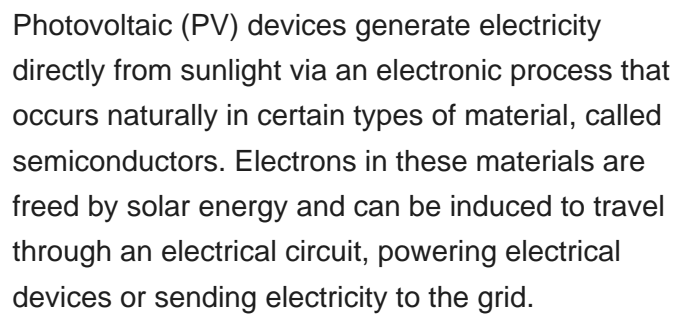 Photovoltaic (PV) devices generate electricity
directly from sunlight via an electronic process that
occurs naturally in certain types of material, called
semiconductors. Electrons in these materials are
freed by solar energy and can be induced to travel
through an electrical circuit, powering electrical
devices or sending electricity to the grid.